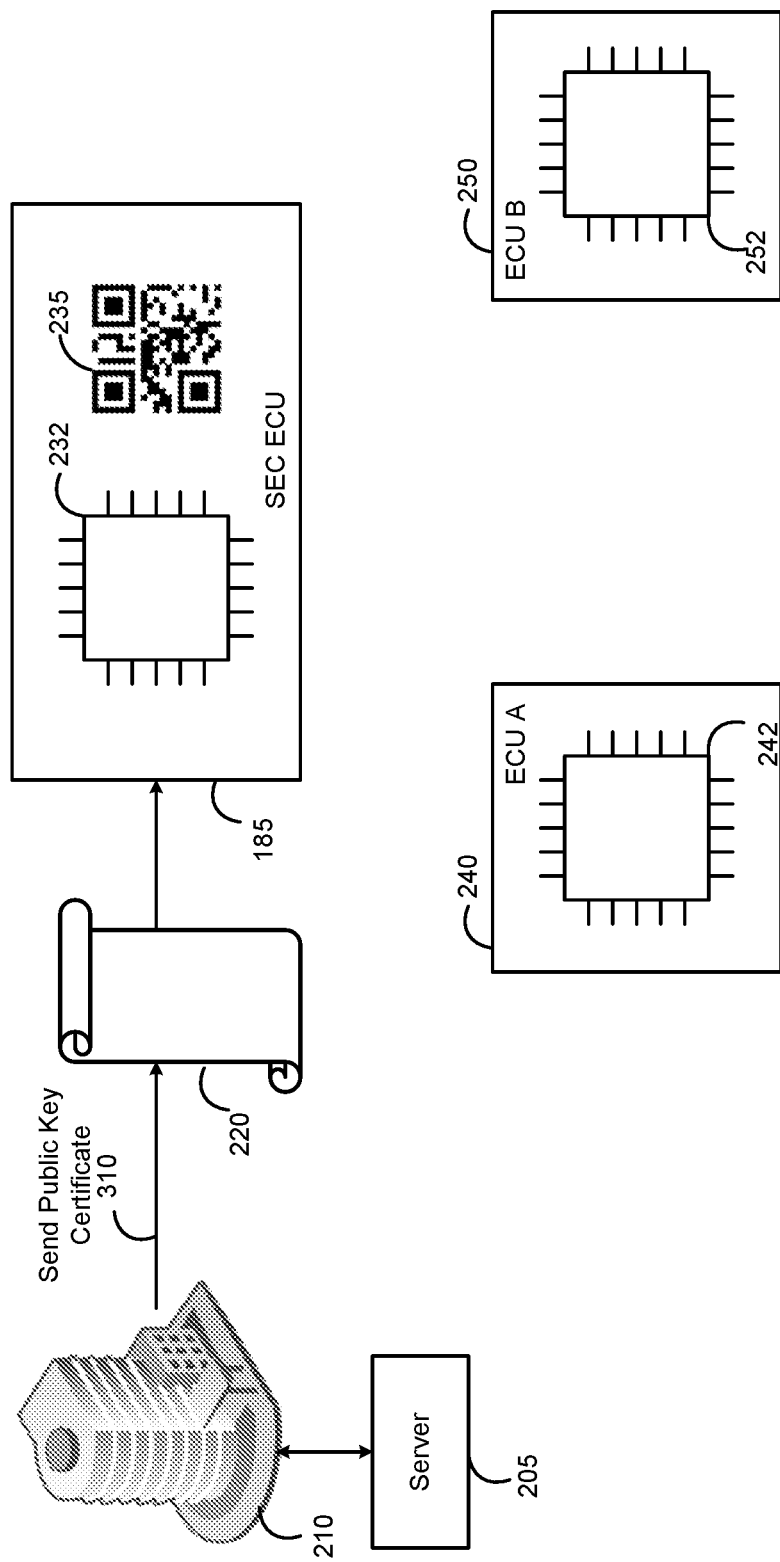 Send Public Key
Certificate
310
210
Server
205
220
185
232
235
SEC ECU
240
ECU A
242
250
ECU B
252